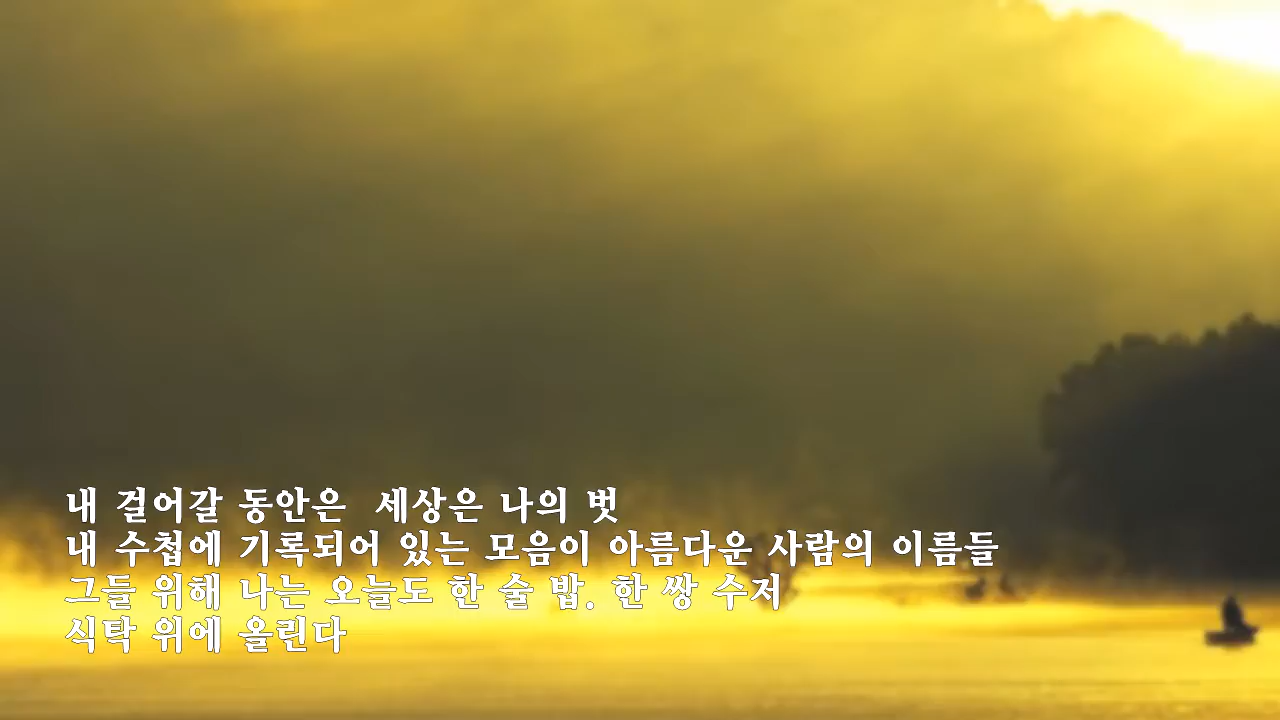 내 걸어갈 동안은  세상은 나의 벗
내 수첩에 기록되어 있는 모음이 아름다운 사람의 이름들
그들 위해 나는 오늘도 한 술 밥. 한 쌍 수저
식탁 위에 올린다